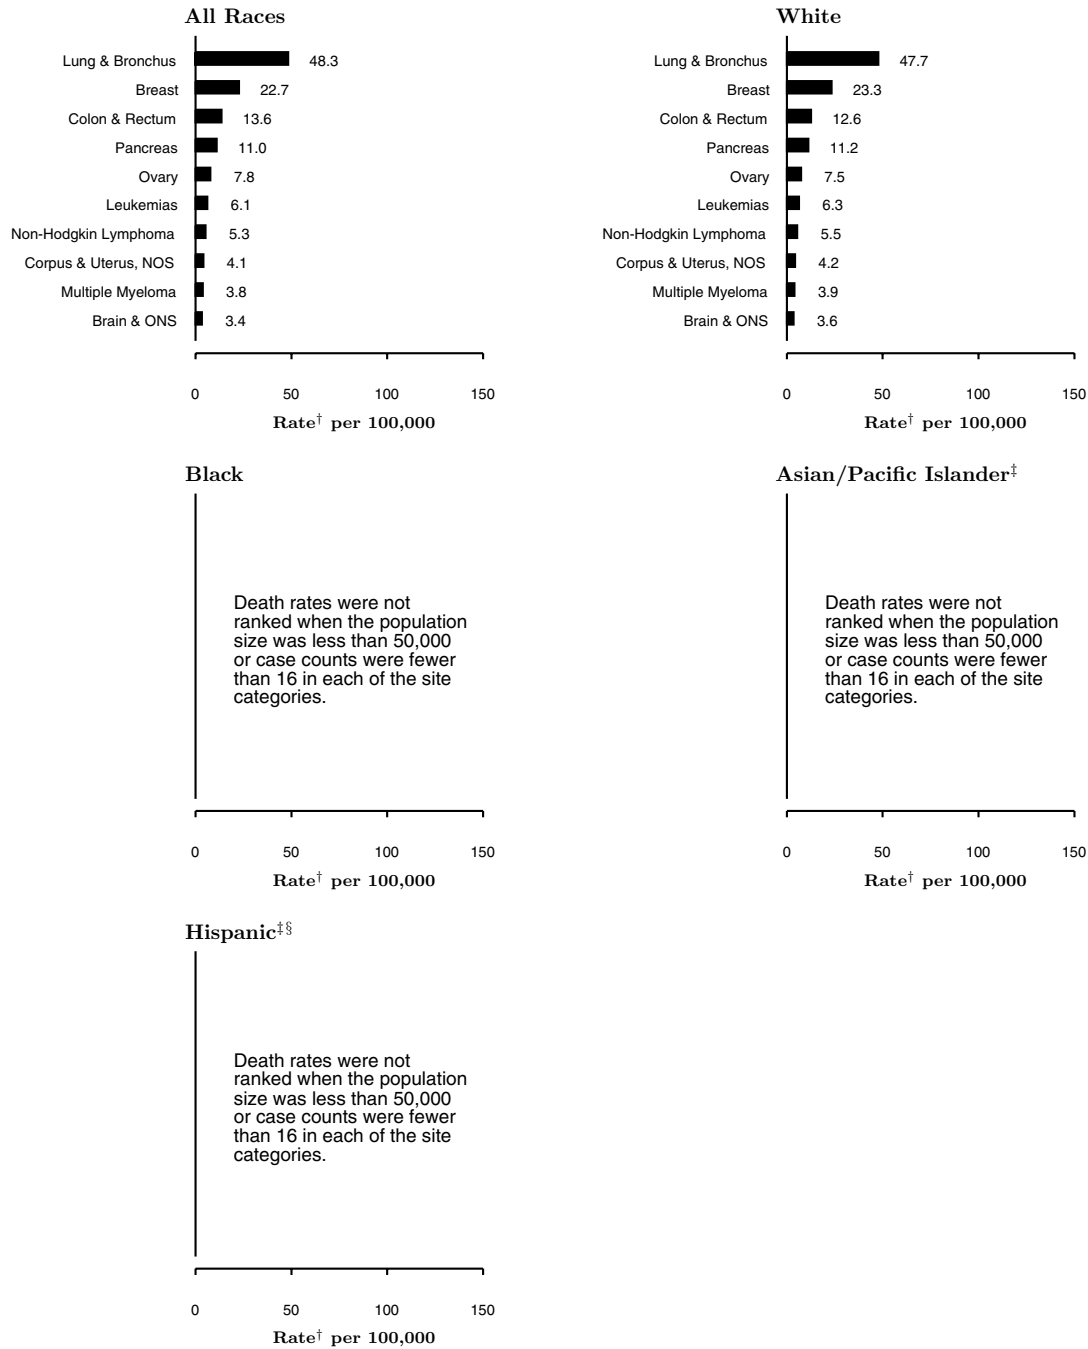 All Races
Lung & Bronchus 48.3
Breast 22.7
Colon & Rectum 13.6
Pancreas 11.0
Ovary 7.8
Leukemias 6.1
Non-Hodgkin Lymphoma 5.3
Corpus & Uterus, NOS 4.1
Multiple Myeloma 3.8
Brain & ONS 3.4
0 50 100 150
Rate† per 100,000
White
Lung & Bronchus 47.7
Breast 23.3
Colon & Rectum 12.6
Pancreas 11.2
Ovary 7.5
Leukemias 6.3
Non-Hodgkin Lymphoma 5.5
Corpus & Uterus, NOS 4.2
Multiple Myeloma 3.9
Brain & ONS 3.6
0 50 100 150
Rate† per 100,000
Black
Death rates were not
ranked when the population
size was less than 50,000
or case counts were fewer
than 16 in each of the site
categories.
0 50 100 150
Rate† per 100,000
Asian/Pacific Islander‡
Death rates were not
ranked when the population
size was less than 50,000
or case counts were fewer
than 16 in each of the site
categories.
0 50 100 150
Rate† per 100,000
Hispanic‡§
Death rates were not
ranked when the population
size was less than 50,000
or case counts were fewer
than 16 in each of the site
categories.
0 50 100 150
Rate† per 100,000